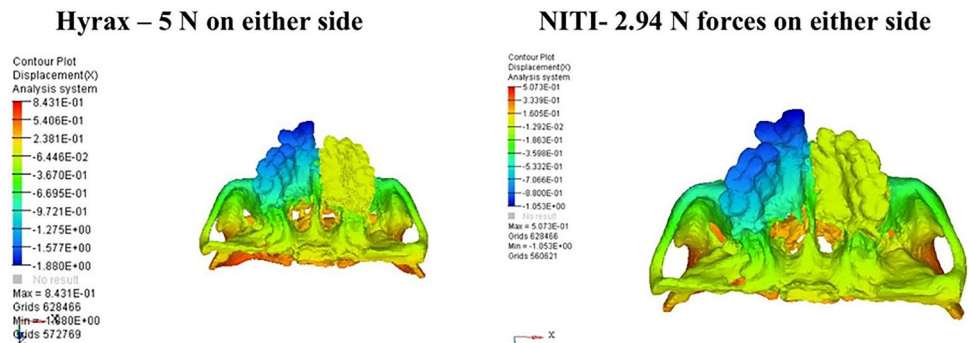 Hyrax – 5 N on either side
Contour Plot
Displacement(X)
Analysis system
8.431E-01
5.406E-01
2.381E-01
-6.446E-02
-3.670E-01
-6.695E-01
-9.721E-01
-1.275E+00
-1.577E+00
-1.880E+00
No result
Max = 8.431E-01
Grids 628466
Min = -1.880E+00
X
Grids 572769
NITI- 2.94 N forces on either side
Contour Plot
Displacement(X)
Analysis system
5.073E-01
3.339E-01
1.605E-01
-1.292E-02
-1.863E-01
-3.598E-01
-5.332E-01
-7.066E-01
-8.800E-01
-1.053E+00
No result
Max = 5.073E-01
Grids 628466
Min = -1.053E+00
Grids 560621
X